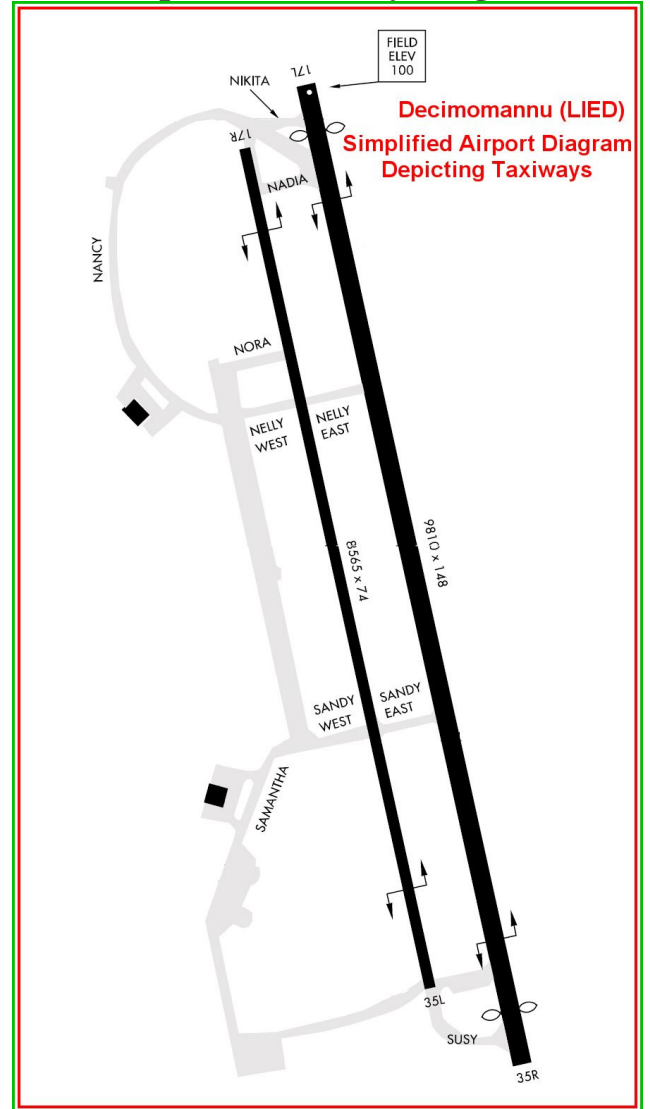 FIELD
ELEV
100
17L
NIKITA
Decimomannu (LIED)
Simplified Airport Diagram
Depicting Taxiways
17R
NADIA
NANCY
NORA
NELLY
WEST
NELLY
EAST
8565 x 74
9810 x 148
SANDY
WEST
SANDY
EAST
SAMANTHA
35L
SUSY
35R